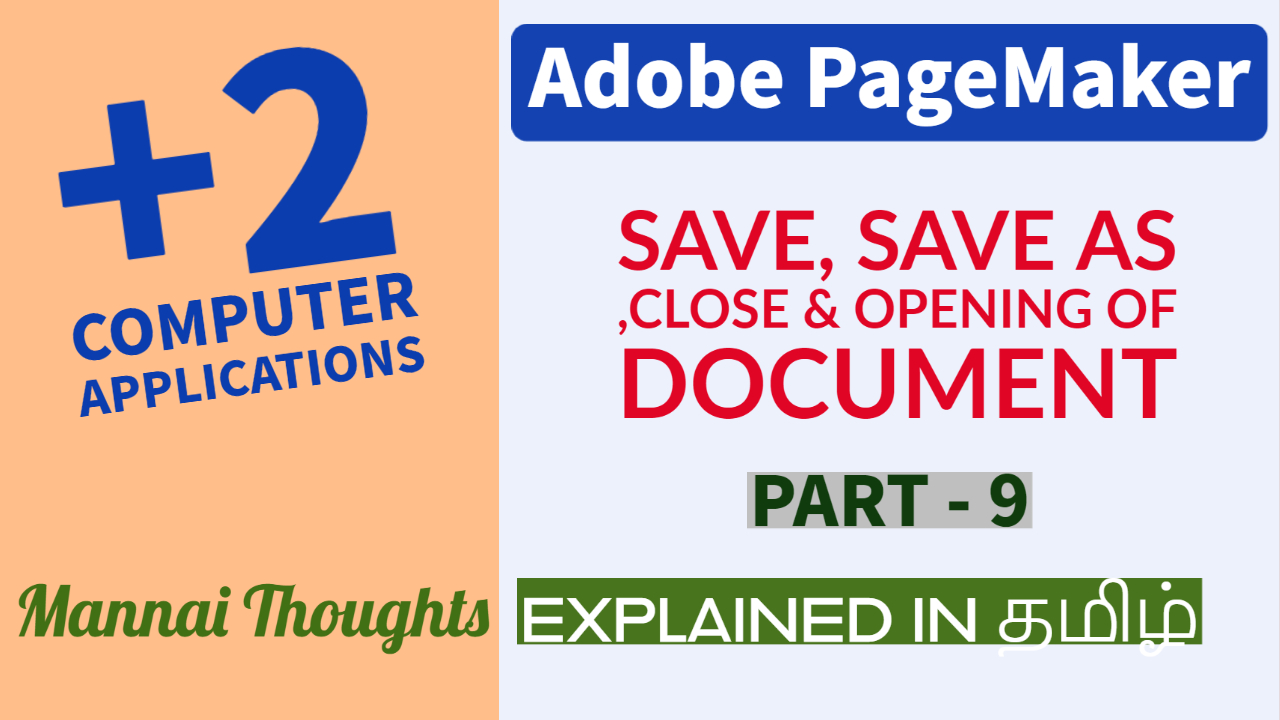 +2
COMPUTER
APPLICATIONS
Mannai Thoughts
Adobe PageMaker
SAVE, SAVE AS
,CLOSE & OPENING OF
DOCUMENT
PART - 9
EXPLAINED IN தமிழ்